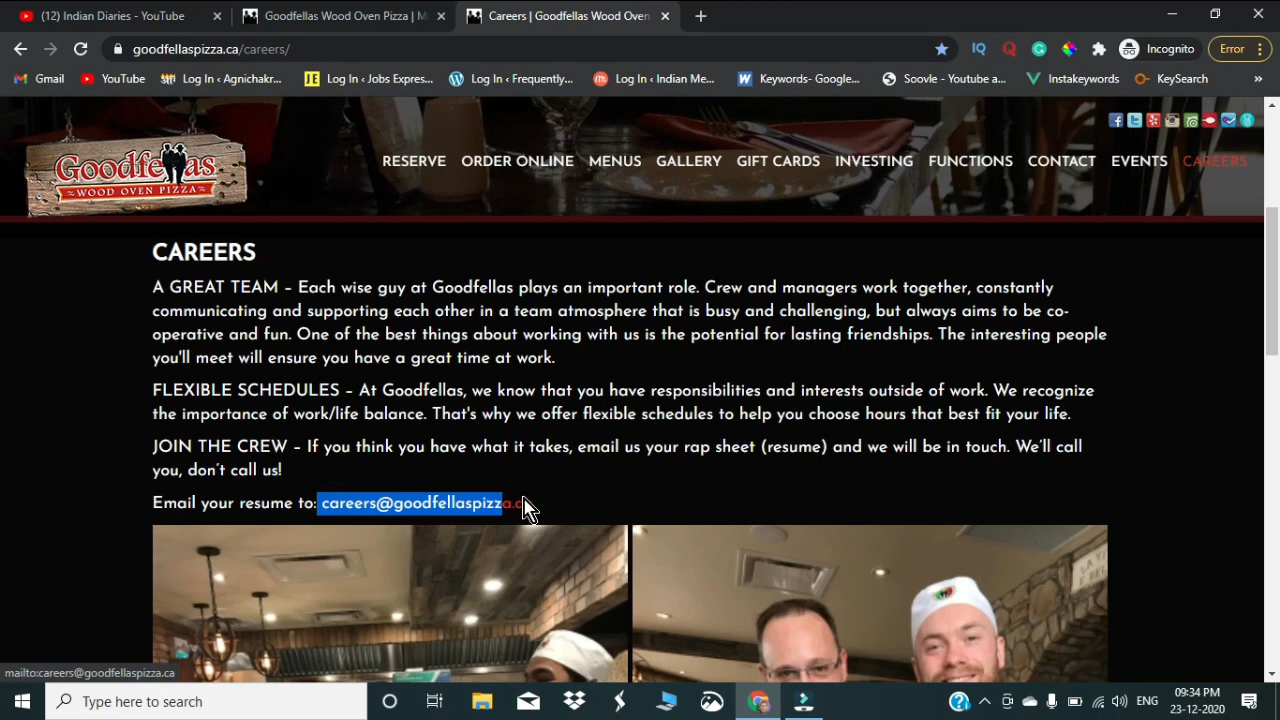 (12) Indian Diaries - YouTube
Goodfellas Wood Oven Pizza | M
Careers | Goodfellas Wood Oven
goodfellaspizza.ca/careers/
Incognito
Error
Gmail
YouTube
Log In ‹ Agnichakr...
Log In ‹ Jobs Expres...
Log In ‹ Frequently...
Log In ‹ Indian Me...
Keywords- Google...
Soovle - Youtube a...
Instakeywords
KeySearch
»
Goodfellas
WOOD OVEN PIZZA
RESERVE ORDER ONLINE MENUS GALLERY GIFT CARDS INVESTING FUNCTIONS CONTACT EVENTS CAREERS
CAREERS
A GREAT TEAM – Each wise guy at Goodfellas plays an important role. Crew and managers work together, constantly
communicating and supporting each other in a team atmosphere that is busy and challenging, but always aims to be co-
operative and fun. One of the best things about working with us is the potential for lasting friendships. The interesting people
you'll meet will ensure you have a great time at work.
FLEXIBLE SCHEDULES – At Goodfellas, we know that you have responsibilities and interests outside of work. We recognize
the importance of work/life balance. That's why we offer flexible schedules to help you choose hours that best fit your life.
JOIN THE CREW – If you think you have what it takes, email us your rap sheet (resume) and we will be in touch. We'll call
you, don't call us!
Email your resume to: careers@goodfellaspizza.c
mailto:careers@goodfellaspizza.ca
Type here to search
ENG
09:34 PM
23-12-2020